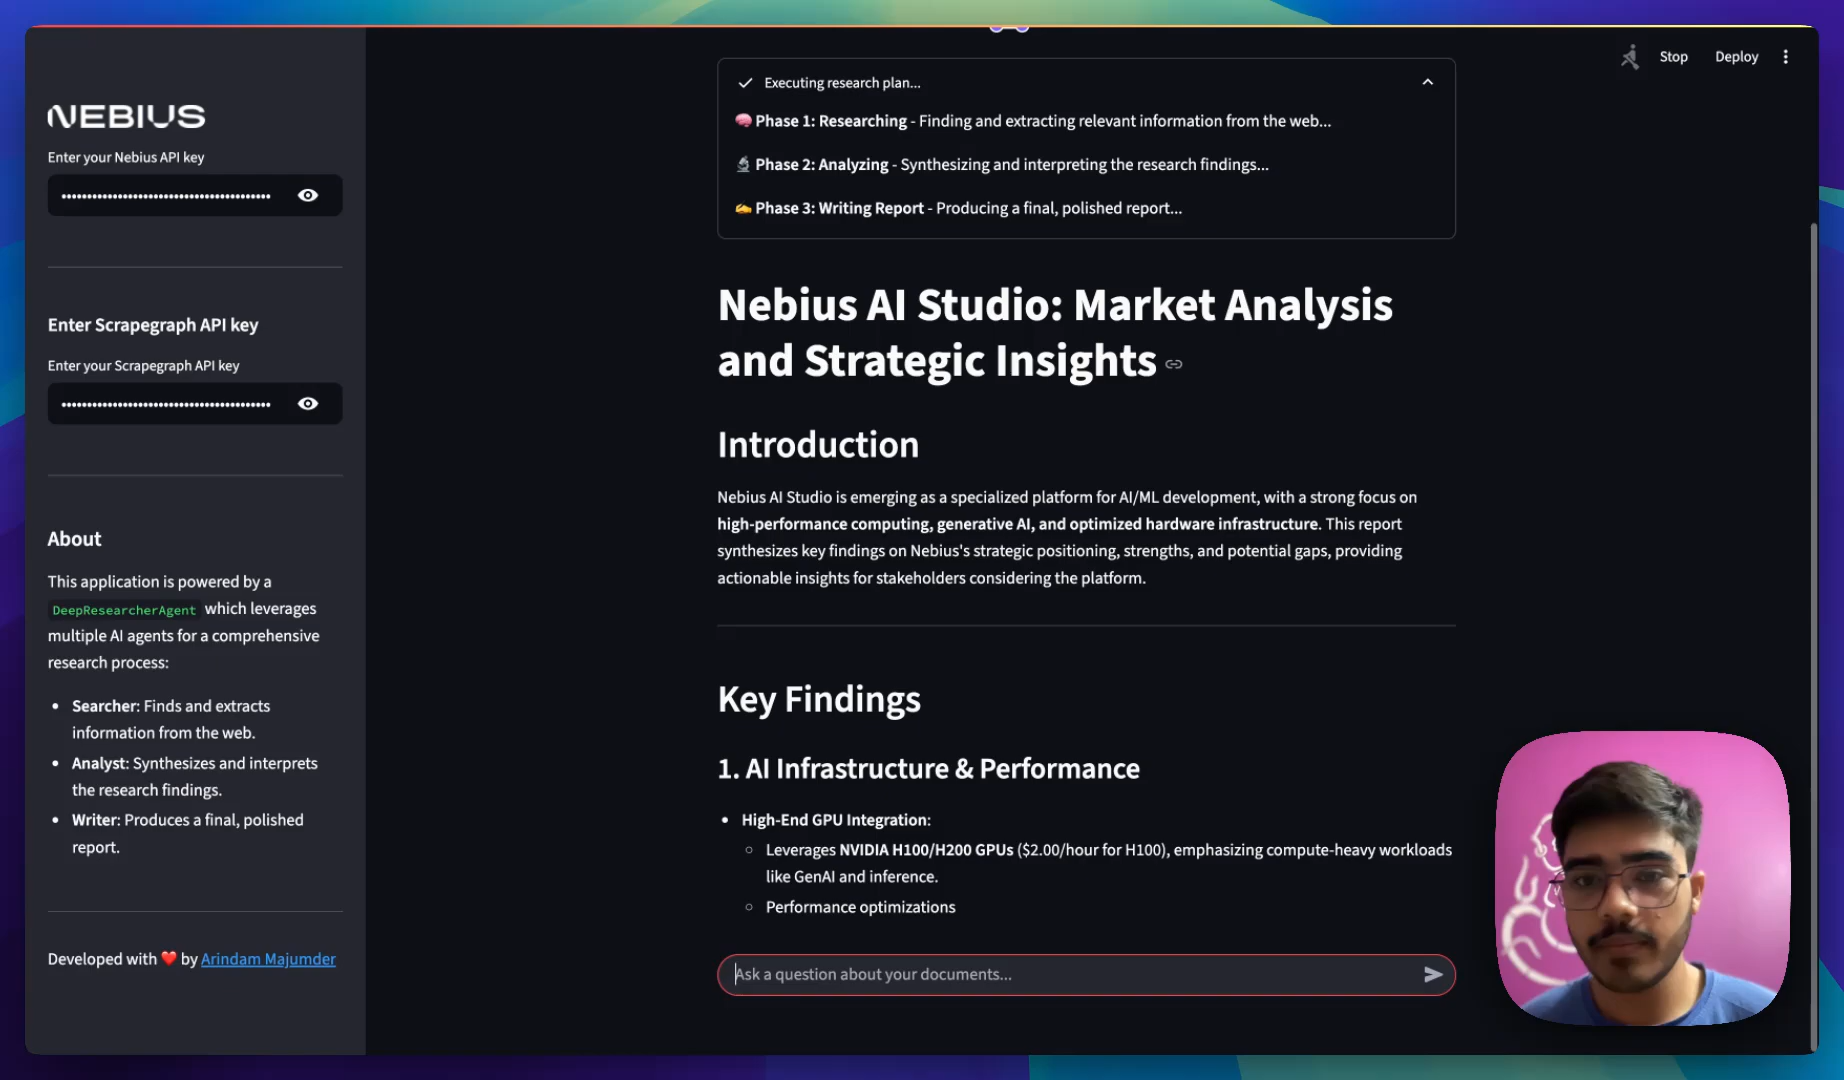 NEBIUS
Enter your Nebius API key
Enter Scrapegraph API key
Enter your Scrapegraph API key
About
This application is powered by a
DeepResearcherAgent which leverages
multiple AI agents for a comprehensive
research process:
Searcher: Finds and extracts
information from the web.
Analyst: Synthesizes and interprets
the research findings.
Writer: Produces a final, polished
report.
Developed with ❤️ by Arindam Majumder
Stop Deploy
Executing research plan...
🧠 Phase 1: Researching - Finding and extracting relevant information from the web...
🔬 Phase 2: Analyzing - Synthesizing and interpreting the research findings...
✍️ Phase 3: Writing Report - Producing a final, polished report...
Nebius AI Studio: Market Analysis
and Strategic Insights
Introduction
Nebius AI Studio is emerging as a specialized platform for AI/ML development, with a strong focus on
high-performance computing, generative AI, and optimized hardware infrastructure. This report
synthesizes key findings on Nebius's strategic positioning, strengths, and potential gaps, providing
actionable insights for stakeholders considering the platform.
Key Findings
1. AI Infrastructure & Performance
High-End GPU Integration:
Leverages NVIDIA H100/H200 GPUs ($2.00/hour for H100), emphasizing compute-heavy workloads
like GenAI and inference.
Performance optimizations
Ask a question about your documents...